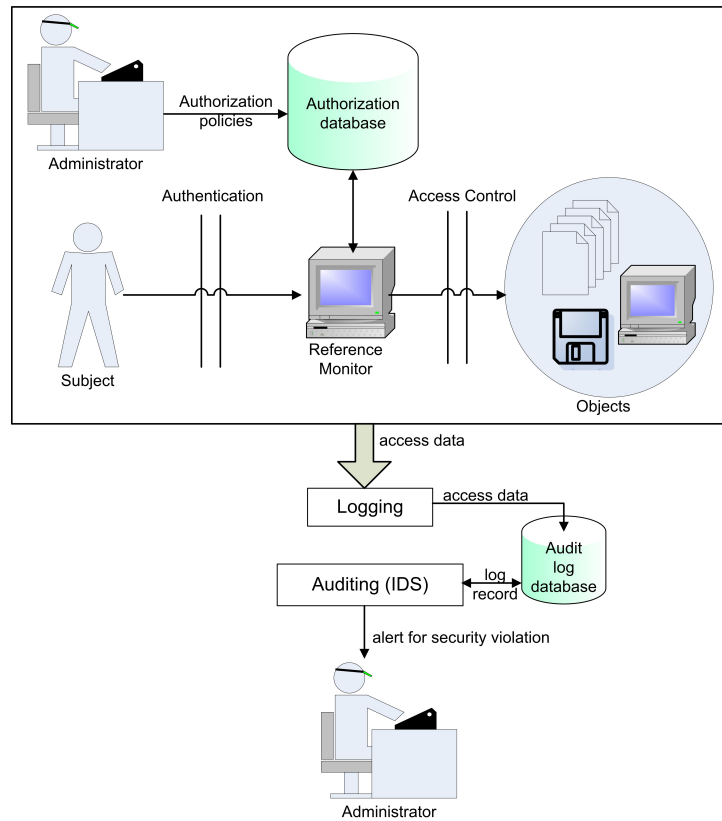 Authorization
policies
Administrator
Authorization
database
Authentication
Access Control
Subject
Reference
Monitor
Objects
access data
Logging
access data
Audit
log
database
Auditing (IDS)
log
record
alert for security violation
Administrator